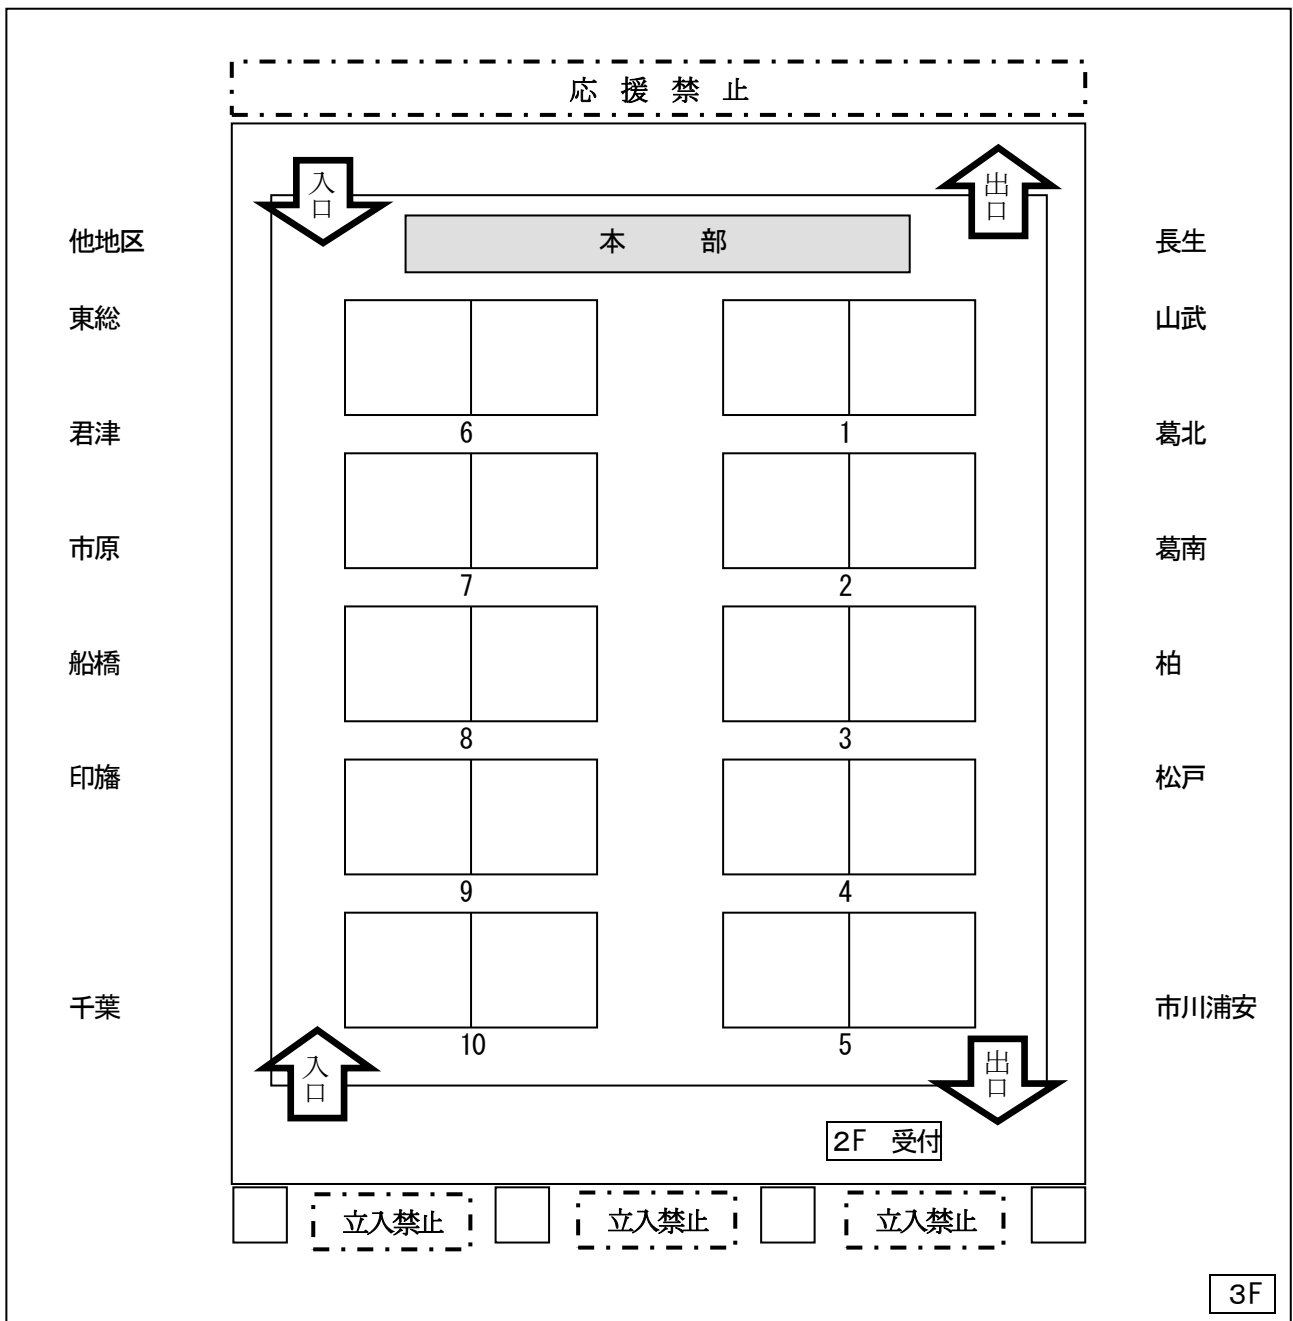 応援禁止
入口
出口
本部
他地区
長生
東総
山武
君津
6
1
葛北
市原
7
2
葛南
船橋
8
3
柏
印旛
9
4
松戸
千葉
10
5
市川浦安
入口
出口
2F 受付
立入禁止
立入禁止
立入禁止
3F